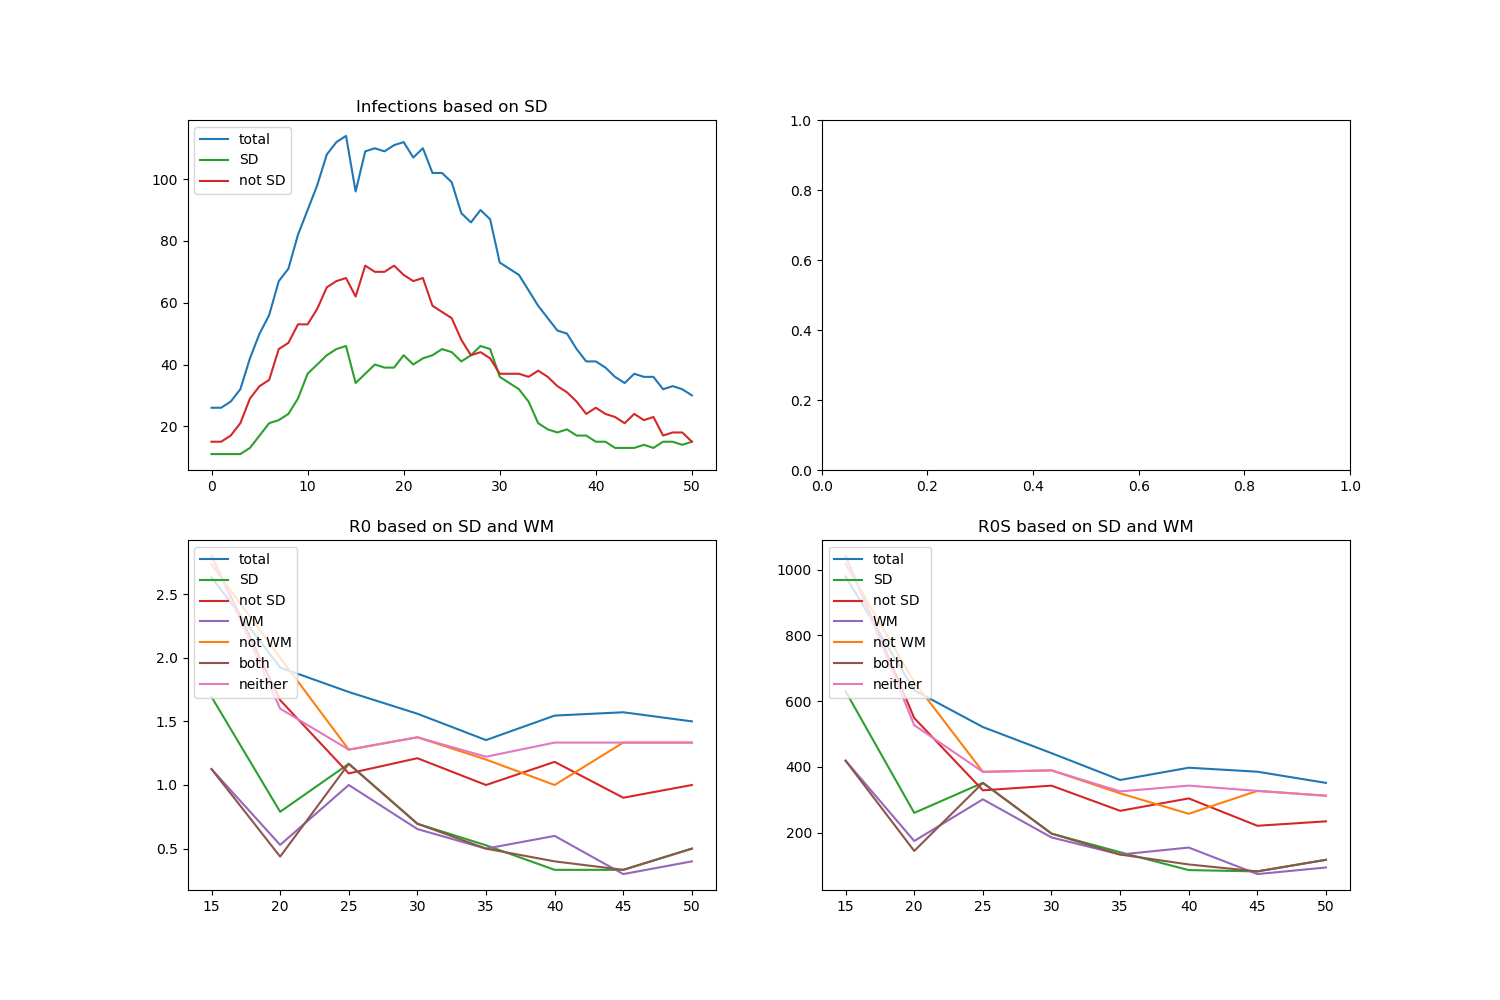 Infections based on SD
total
SD
not SD
100
80
60
40
20
0 10 20 30 40 50
1.0
0.8
0.6
0.4
0.2
0.0
0.0 0.2 0.4 0.6 0.8 1.0
R0 based on SD and WM
total
SD
not SD
WM
not WM
both
neither
2.5
2.0
1.5
1.0
0.5
15 20 25 30 35 40 45 50
R0S based on SD and WM
total
SD
not SD
WM
not WM
both
neither
1000
800
600
400
200
15 20 25 30 35 40 45 50